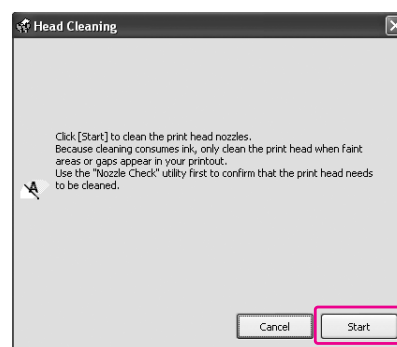 Head Cleaning
Click [Start] to clean the print head nozzles.
Because cleaning consumes ink, only clean the print head when faint
areas or gaps appear in your printout.
Use the "Nozzle Check" utility first to confirm that the print head needs
to be cleaned.
A
Cancel
Start